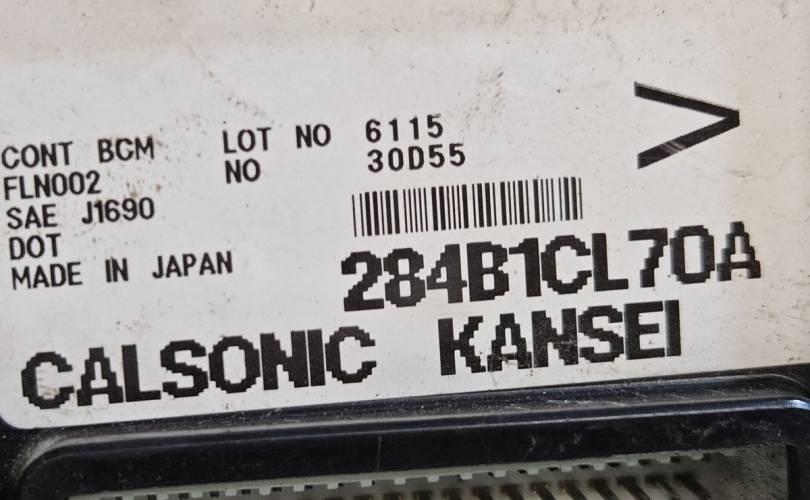 CONT BCM LOT NO 6115
FLN002 NO 30D55
SAE J1690
DOT
MADE IN JAPAN
284B1CL70A
CALSONIC KANSEI
>